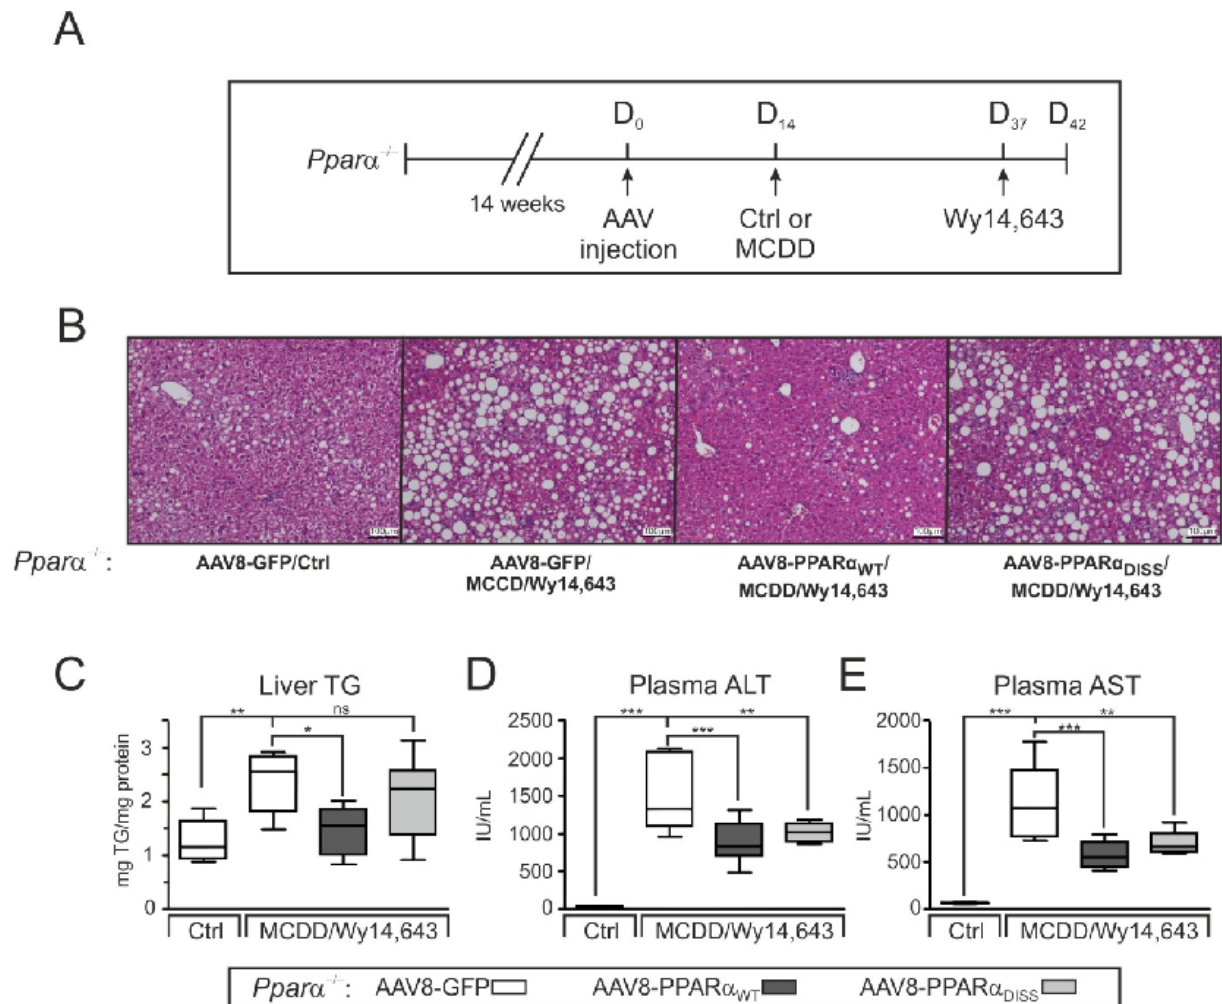 A
D0 D14 D37 D42
Pparα-/-
14 weeks
AAV injection
Ctrl or MCDD
Wy14,643
B
100μm 100μm 100μm 100μm
Pparα-/-:
AAV8-GFP/Ctrl
AAV8-GFP/
MCCD/Wy14,643
AAV8-PPARαWT/
MCDD/Wy14,643
AAV8-PPARαDISS/
MCDD/Wy14,643
C
Liver TG
** ns
*
mg TG/mg protein
3
2
1
0
Ctrl MCDD/Wy14,643
D
Plasma ALT
*** **
***
IU/mL
2500
2000
1500
1000
500
0
Ctrl MCDD/Wy14,643
E
Plasma AST
*** **
***
IU/mL
2000
1500
1000
500
0
Ctrl MCDD/Wy14,643
Pparα-/-: AAV8-GFP AAV8-PPARαWT AAV8-PPARαDISS